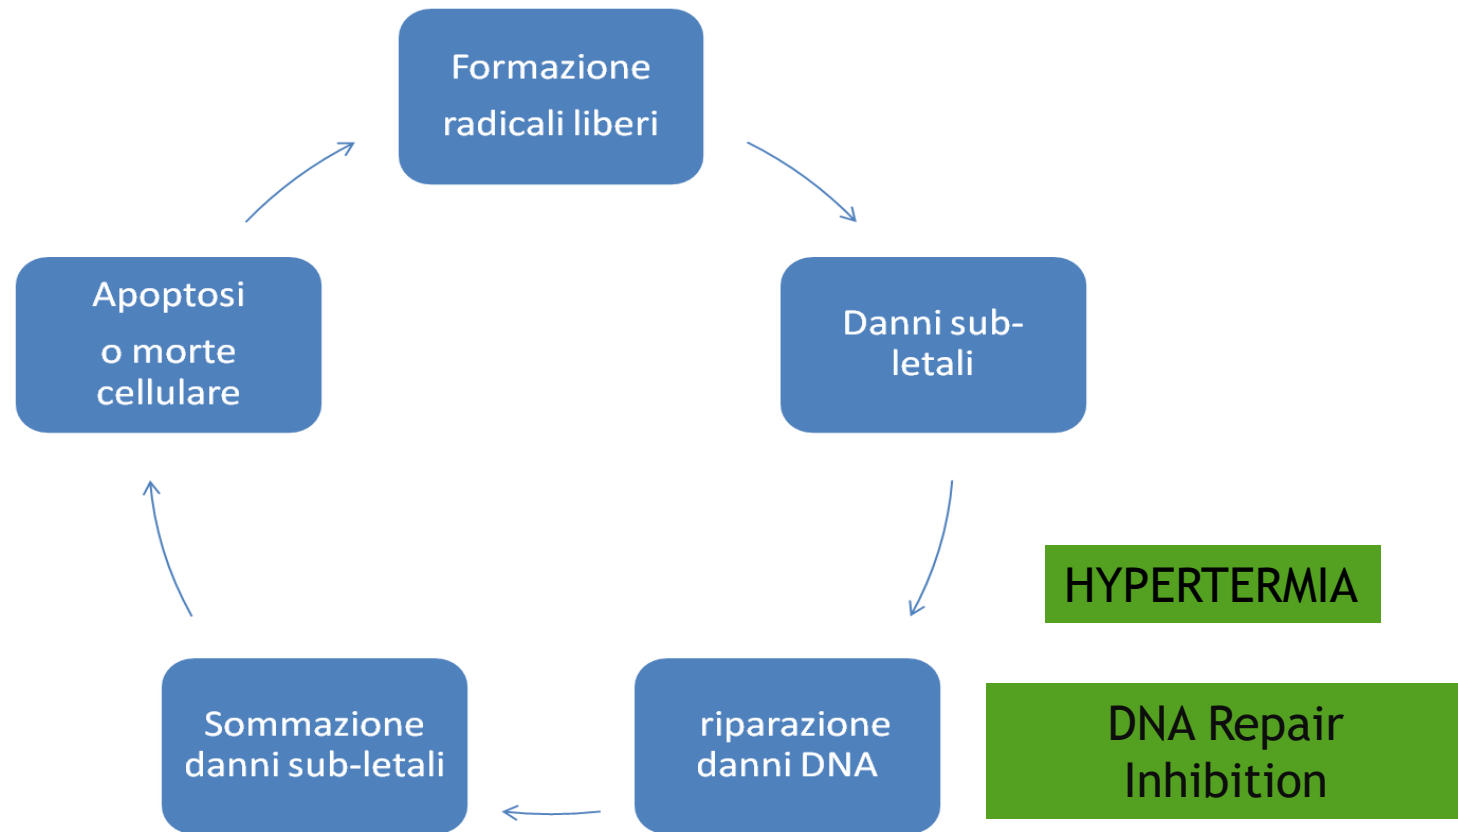 Formazione
radicali liberi
Apoptosi
o morte
cellulare
Danni sub-
letali
HYPERTERMIA
Sommazione
danni sub-letali
riparazione
danni DNA
DNA Repair
Inhibition